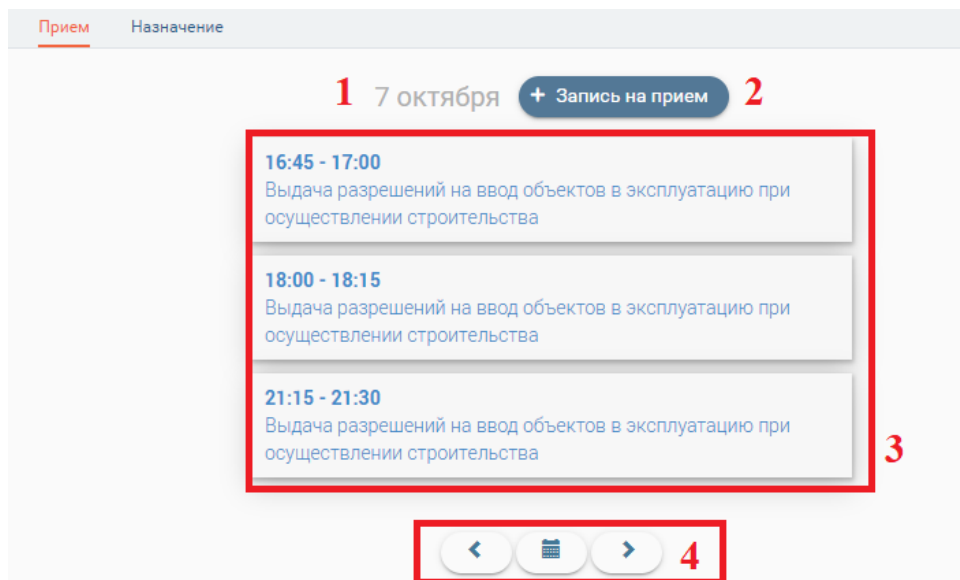 Прием Назначение
1 7 октября + Запись на прием 2
16:45 - 17:00
Выдача разрешений на ввод объектов в эксплуатацию при
осуществлении строительства
18:00 - 18:15
Выдача разрешений на ввод объектов в эксплуатацию при
осуществлении строительства
21:15 - 21:30
Выдача разрешений на ввод объектов в эксплуатацию при
осуществлении строительства
3
4